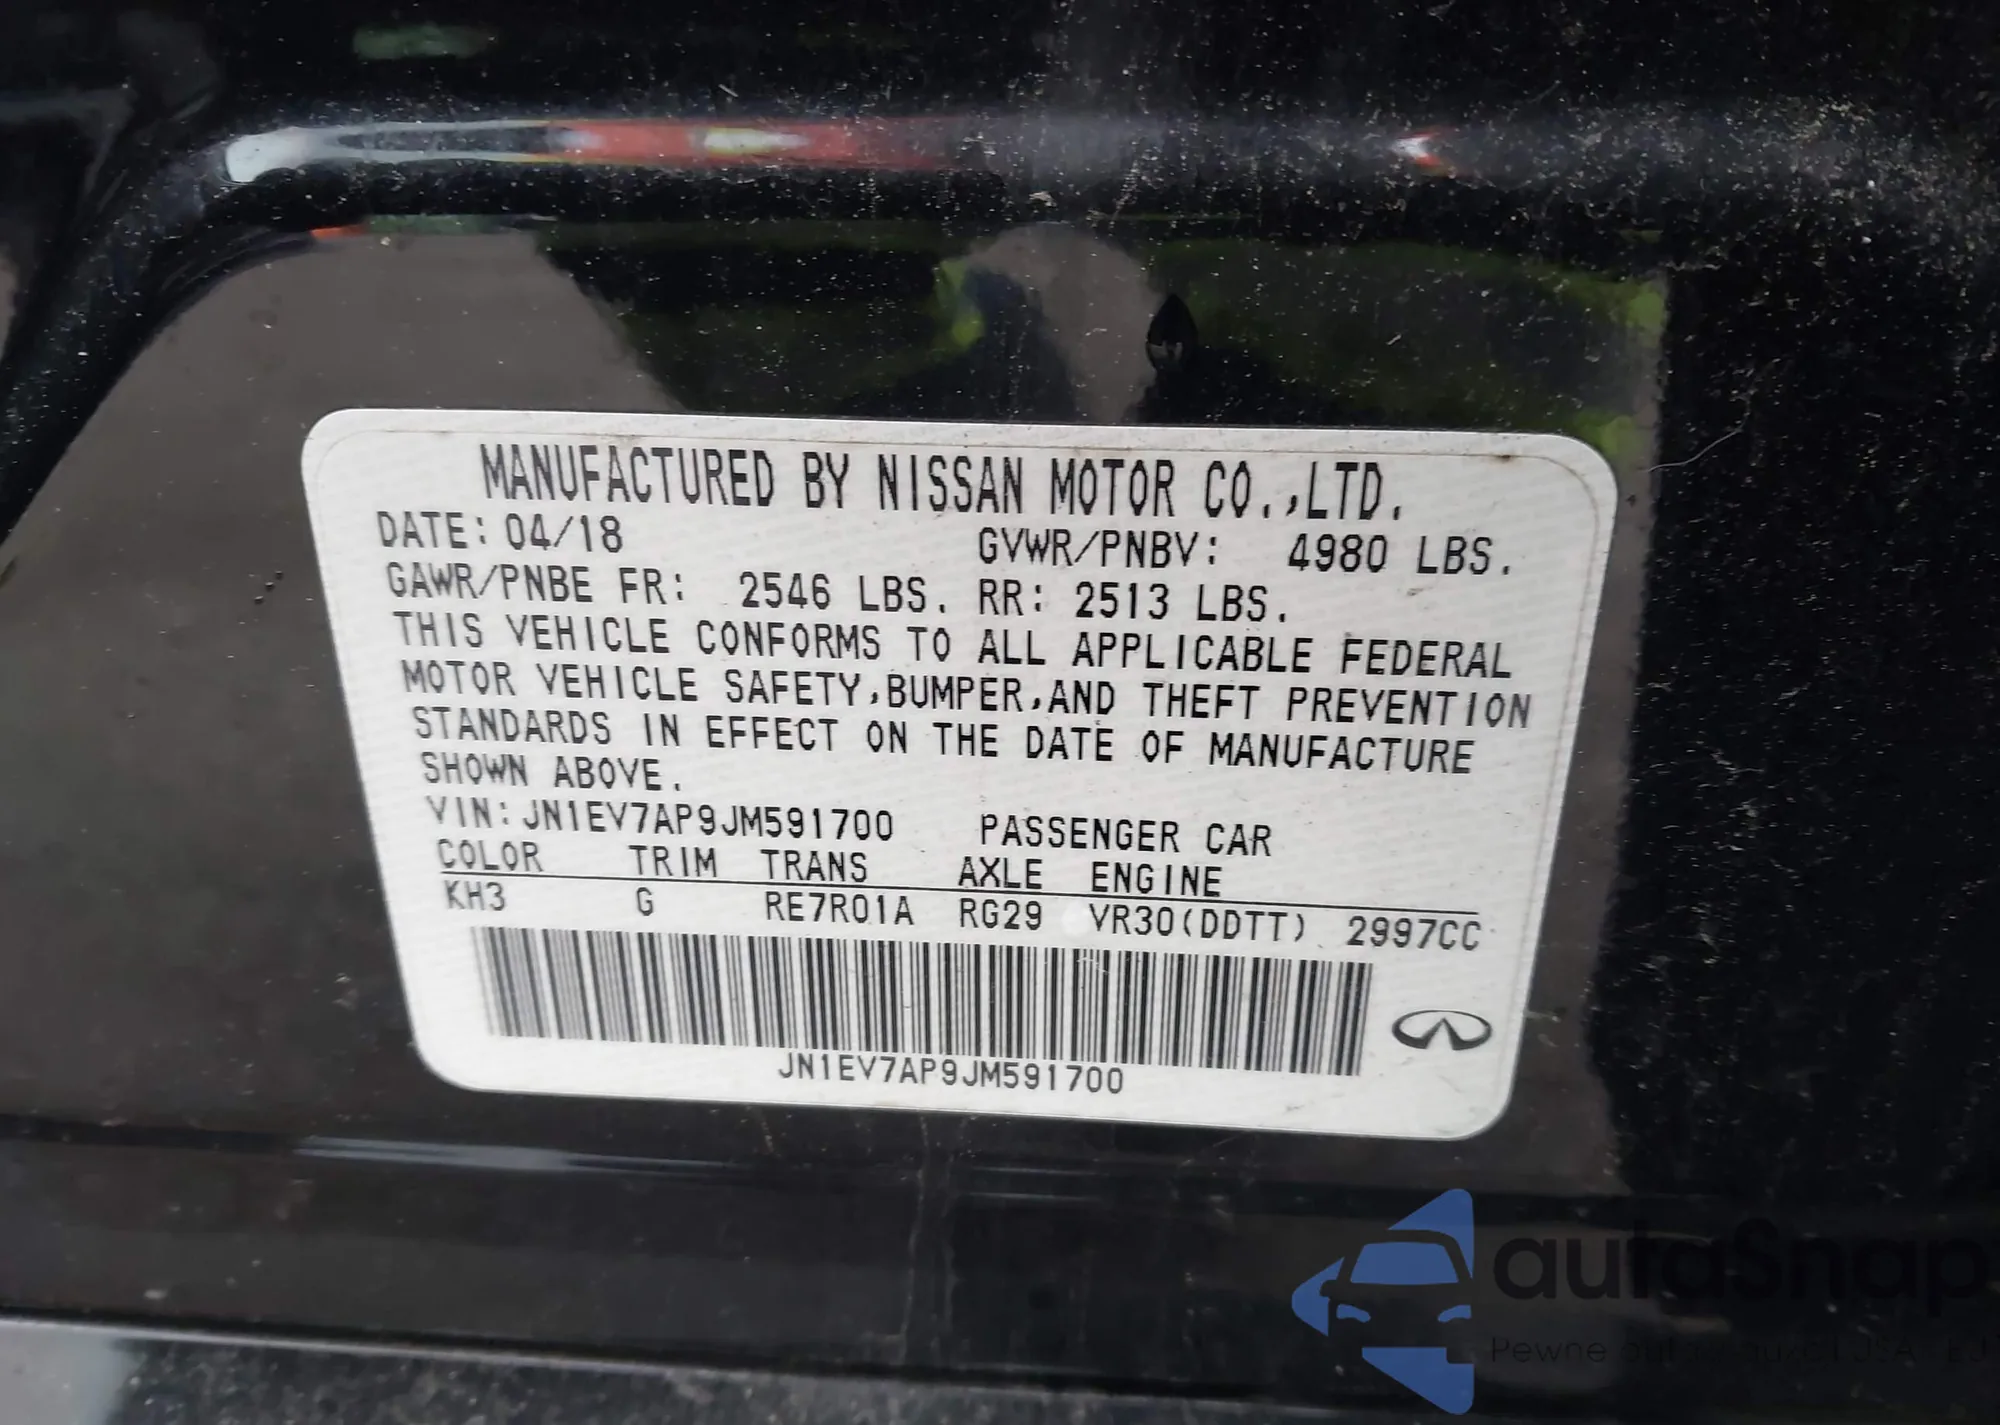 MANUFACTURED BY NISSAN MOTOR CO.,LTD.
DATE: 04/18 GVWR/PNBV: 4980 LBS.
GAWR/PNBE FR: 2546 LBS. RR: 2513 LBS.
THIS VEHICLE CONFORMS TO ALL APPLICABLE FEDERAL
MOTOR VEHICLE SAFETY,BUMPER,AND THEFT PREVENTION
STANDARDS IN EFFECT ON THE DATE OF MANUFACTURE
SHOWN ABOVE.
VIN:JN1EV7AP9JM591700 PASSENGER CAR
COLOR TRIM TRANS AXLE ENGINE
KH3 G RE7R01A RG29 VR30(DDTT) 2997CC
JN1EV7AP9JM591700
autaSnap
Pewne